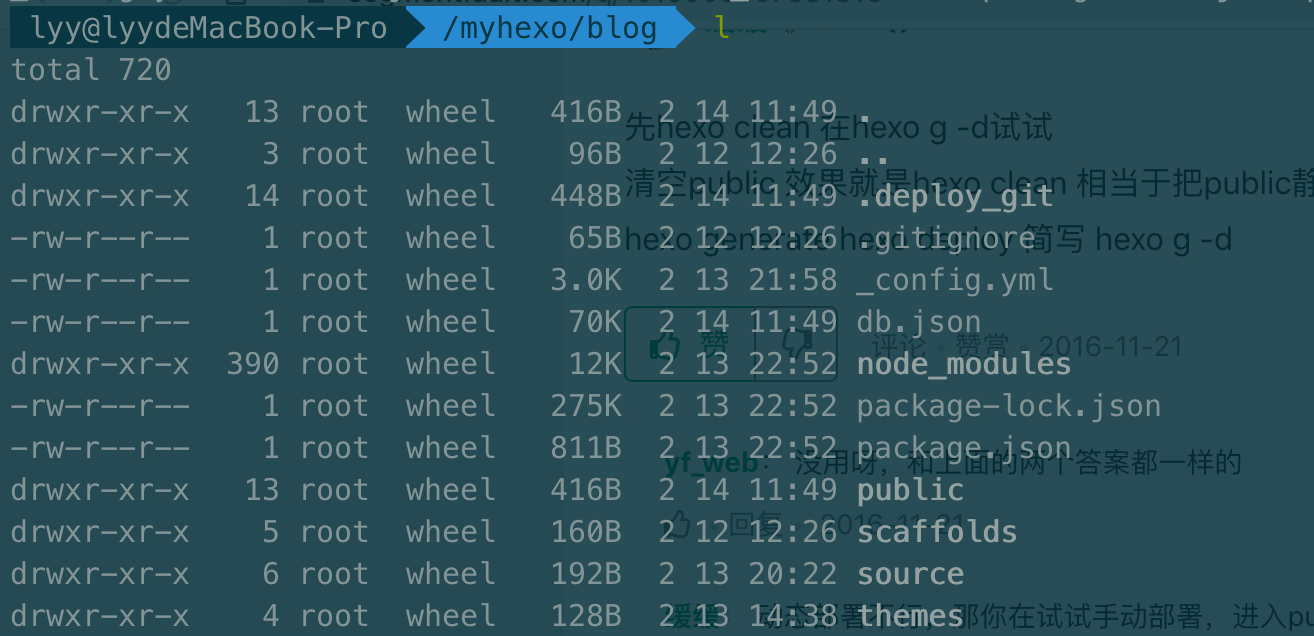 lyy@lyydeMacBook-Pro /myhexo/blog l
total 720
drwxr-xr-x 13 root wheel 416B 2 14 11:49 .
先hexo clean 在hexo g -d试试
drwxr-xr-x 3 root wheel 96B 2 12 12:26 ..
清空public 效果就是hexo clean 相当于把public静
drwxr-xr-x 14 root wheel 448B 2 14 11:49 .deploy_git
-rw-r--r-- 1 root wheel 65B 2 12 12:26 .gitignore
hexo generate hexo deploy 简写 hexo g -d
-rw-r--r-- 1 root wheel 3.0K 2 13 21:58 _config.yml
-rw-r--r-- 1 root wheel 70K 2 14 11:49 db.json
赞 评论 • 赞赏 • 2016-11-21
drwxr-xr-x 390 root wheel 12K 2 13 22:52 node_modules
-rw-r--r-- 1 root wheel 275K 2 13 22:52 package-lock.json
-rw-r--r-- 1 root wheel 811B 2 13 22:52 package.json
yf_web: 没用呀，和上面的两个答案都一样的
drwxr-xr-x 13 root wheel 416B 2 14 11:49 public
回复 2016-11-21
drwxr-xr-x 5 root wheel 160B 2 12 12:26 scaffolds
drwxr-xr-x 6 root wheel 192B 2 13 20:22 source
drwxr-xr-x 4 root wheel 128B 2 13 14:38 themes
那你在试试手动部署，进入pu